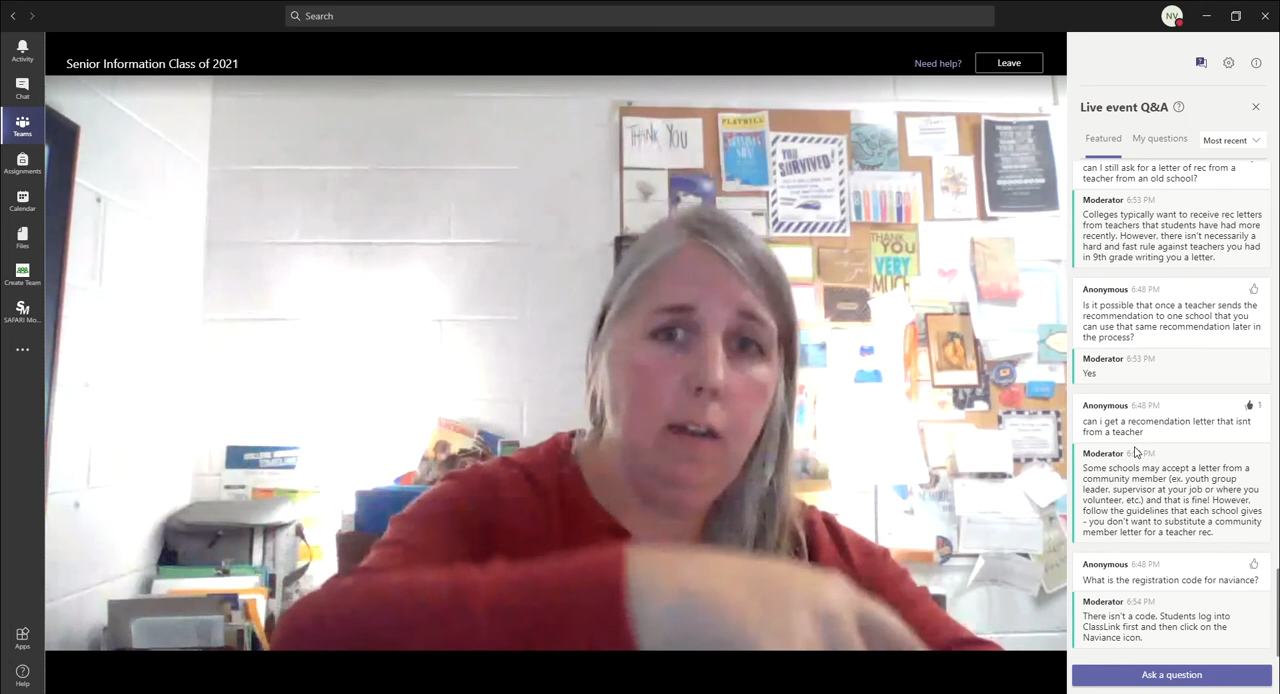 Search
NV
Activity
Chat
Teams
Assignments
Calendar
Files
Create Team
SAFARI Mo...
Apps
Help
Senior Information Class of 2021
Need help?
Leave
THANK YOU
PLAYBILL
YOU
SURVIVED!
THANK
YOU
VERY
MUCH
Live event Q&A
Featured
My questions
Most recent
can I still ask for a letter of rec from a
teacher from an old school?
Moderator 6:53 PM
Colleges typically want to receive rec letters
from teachers that students have had more
recently. However, there isn't necessarily a
hard and fast rule against teachers you had
in 9th grade writing you a letter.
Anonymous 6:48 PM
Is it possible that once a teacher sends the
recommendation to one school that you
can use that same recommendation later in
the process?
Moderator 6:53 PM
Yes
Anonymous 6:48 PM
1
can i get a recomendation letter that isnt
from a teacher
Moderator PM
Some schools may accept a letter from a
community member (ex. youth group
leader, supervisor at your job or where you
volunteer, etc.) and that is fine! However,
follow the guidelines that each school gives
- you don't want to substitute a community
member letter for a teacher rec.
Anonymous 6:48 PM
What is the registration code for naviance?
Moderator 6:54 PM
There isn't a code. Students log into
ClassLink first and then click on the
Naviance icon.
Ask a question